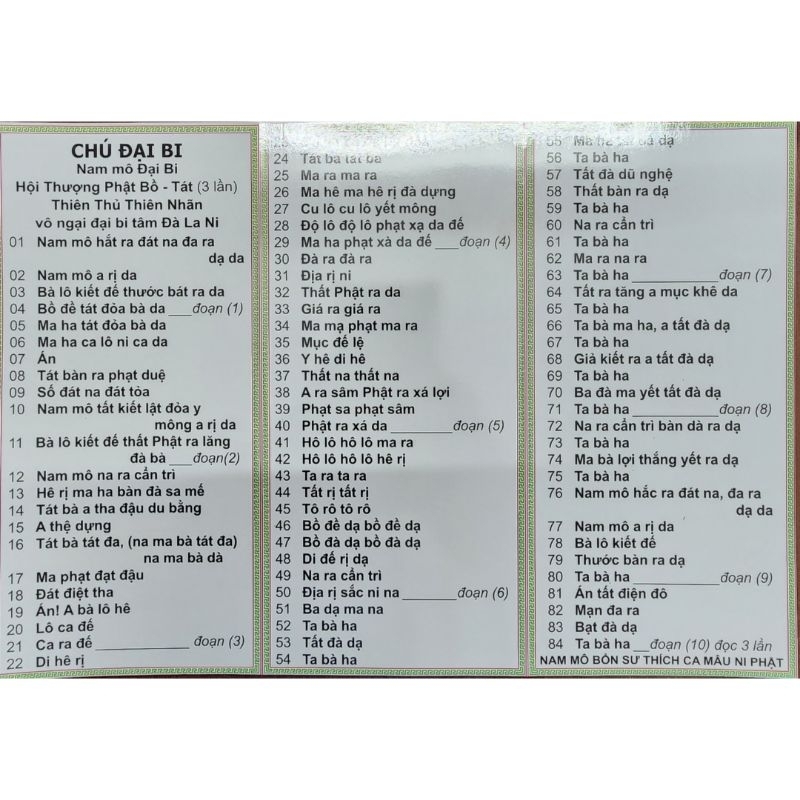 CHÚ ĐẠI BI
Nam mô Đại Bi
Hội Thượng Phật Bồ - Tát (3 lần)
Thiên Thủ Thiên Nhãn
vô ngại đại bi tâm Đà La Ni
01 Nam mô hắt ra đát na đa ra
dạ da
02 Nam mô a rị da
03 Bà lô kiết đế thước bát ra da
04 Bồ đề tát đỏa bà da ___đoạn (1)
05 Ma ha tát đỏa bà da
06 Ma ha ca lô ni ca da
07 Án
08 Tát bàn ra phạt duệ
09 Số đát na đát tỏa
10 Nam mô tất kiết lật đỏa y
mông a rị da
11 Bà lô kiết đế thất Phật ra lăng
đà bà ___đoạn(2)
12 Nam mô na ra cẩn trì
13 Hê rị ma ha bàn đà sa mế
14 Tát bà a tha đậu du bằng
15 A thệ dựng
16 Tát bà tát đa, (na ma bà tát đa)
na ma bà dà
17 Ma phạt đạt đậu
18 Đát điệt tha
19 Án! A bà lô hê
20 Lô ca đế
21 Ca ra đế ______________ đoạn (3)
22 Di hê rị
24 Tát bà tát bà
25 Ma ra ma ra
26 Ma hê ma hê rị đà dựng
27 Cu lô cu lô yết mông
28 Độ lô độ lô phạt xạ da đế
29 Ma ha phạt xà da đế ___đoạn (4)
30 Đà ra đà ra
31 Địa rị ni
32 Thất Phật ra da
33 Giá ra giá ra
34 Ma mạ phạt ma ra
35 Mục đế lệ
36 Y hê di hê
37 Thất na thất na
38 A ra sâm Phật ra xá lợi
39 Phạt sa phạt sâm
40 Phật ra xá da ________đoạn (5)
41 Hô lô hô lô ma ra
42 Hô lô hô lô hê rị
43 Ta ra ta ra
44 Tất rị tất rị
45 Tô rô tô rô
46 Bồ đề dạ bồ đề dạ
47 Bồ đà dạ bồ đà dạ
48 Di đế rị dạ
49 Na ra cẩn trì
50 Địa rị sắc ni na _______đoạn (6)
51 Ba dạ ma na
52 Ta bà ha
53 Tất đà dạ
54 Ta bà ha
55 Ma ha tất đà dạ
56 Ta bà ha
57 Tất đà dũ nghệ
58 Thất bàn ra dạ
59 Ta bà ha
60 Na ra cẩn trì
61 Ta bà ha
62 Ma ra na ra
63 Ta bà ha ___________đoạn (7)
64 Tất ra tăng a mục khê da
65 Ta bà ha
66 Ta bà ma ha, a tất đà dạ
67 Ta bà ha
68 Giả kiết ra a tất đà dạ
69 Ta bà ha
70 Ba đà ma yết tất đà dạ
71 Ta bà ha ___________đoạn (8)
72 Na ra cẩn trì bàn dà ra dạ
73 Ta bà ha
74 Ma bà lợi thắng yết ra dạ
75 Ta bà ha
76 Nam mô hắc ra đát na, đa ra
dạ da
77 Nam mô a rị da
78 Bà lô kiết đế
79 Thước bàn ra dạ
80 Ta bà ha ___________đoạn (9)
81 Án tất điện đô
82 Mạn đa ra
83 Bạt đà dạ
84 Ta bà ha __đoạn (10) đọc 3 lần
NAM MÔ BỔN SƯ THÍCH CA MÂU NI PHẬT